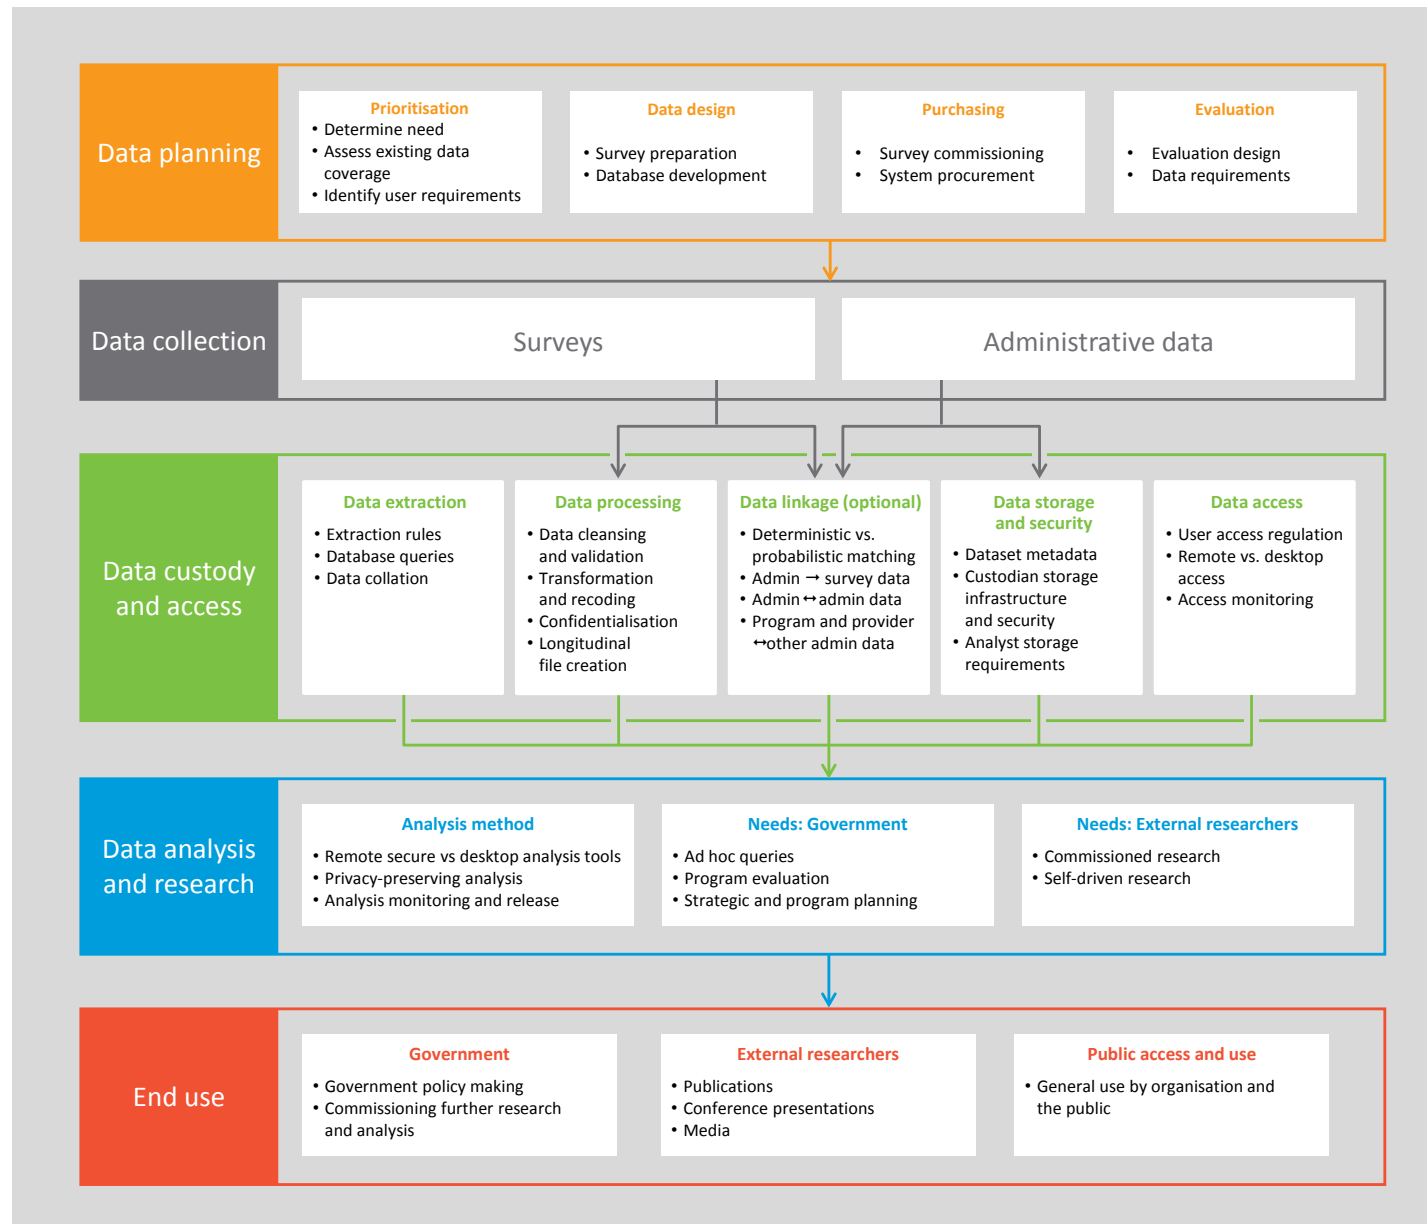 Data planning
Prioritisation
• Determine need
• Assess existing data
coverage
• Identify user requirements
Data design
• Survey preparation
• Database development
Purchasing
• Survey commissioning
• System procurement
Evaluation
• Evaluation design
• Data requirements
Data collection
Surveys
Administrative data
Data custody
and access
Data extraction
• Extraction rules
• Database queries
• Data collation
Data processing
• Data cleansing
and validation
• Transformation
and recoding
• Confidentialisation
• Longitudinal
file creation
Data linkage (optional)
• Deterministic vs.
probabilistic matching
• Admin → survey data
• Admin ↔ admin data
• Program and provider
↔other admin data
Data storage
and security
• Dataset metadata
• Custodian storage
infrastructure
and security
• Analyst storage
requirements
Data access
• User access regulation
• Remote vs. desktop
access
• Access monitoring
Data analysis
and research
Analysis method
• Remote secure vs desktop analysis tools
• Privacy-preserving analysis
• Analysis monitoring and release
Needs: Government
• Ad hoc queries
• Program evaluation
• Strategic and program planning
Needs: External researchers
• Commissioned research
• Self-driven research
End use
Government
• Government policy making
• Commissioning further research
and analysis
External researchers
• Publications
• Conference presentations
• Media
Public access and use
• General use by organisation and
the public